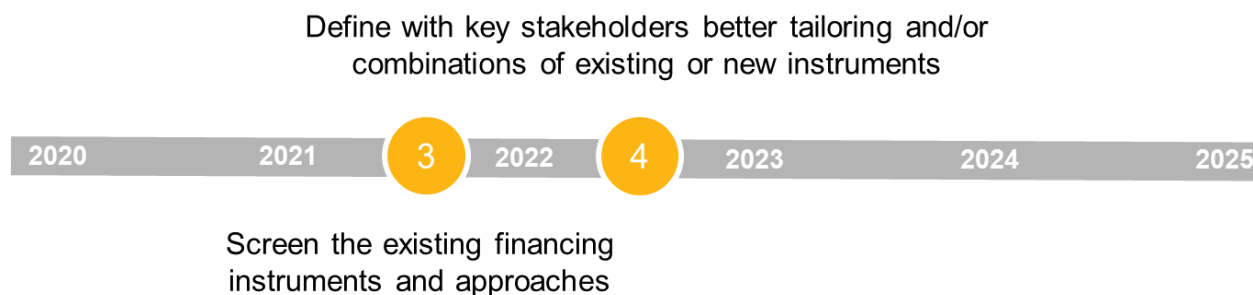 Define with key stakeholders better tailoring and/or
combinations of existing or new instruments
2020 2021 3 2022 4 2023 2024 2025
Screen the existing financing
instruments and approaches